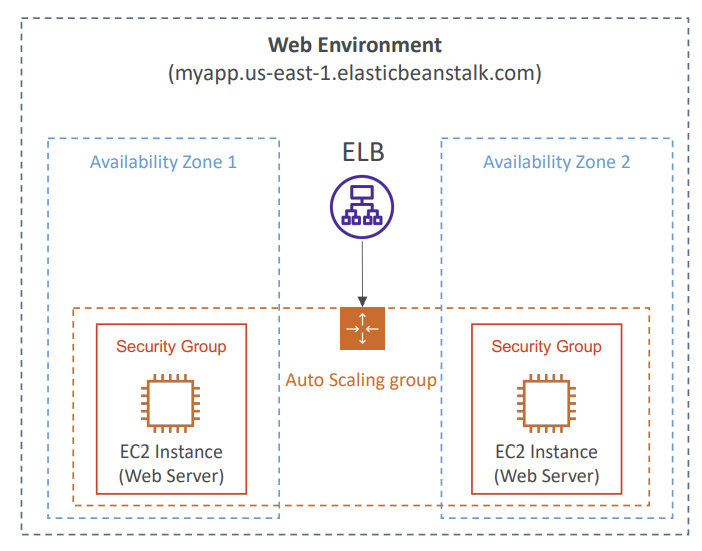 Web Environment
(myapp.us-east-1.elasticbeanstalk.com)
Availability Zone 1
ELB
Availability Zone 2
Security Group
EC2 Instance
(Web Server)
Auto Scaling group
Security Group
EC2 Instance
(Web Server)